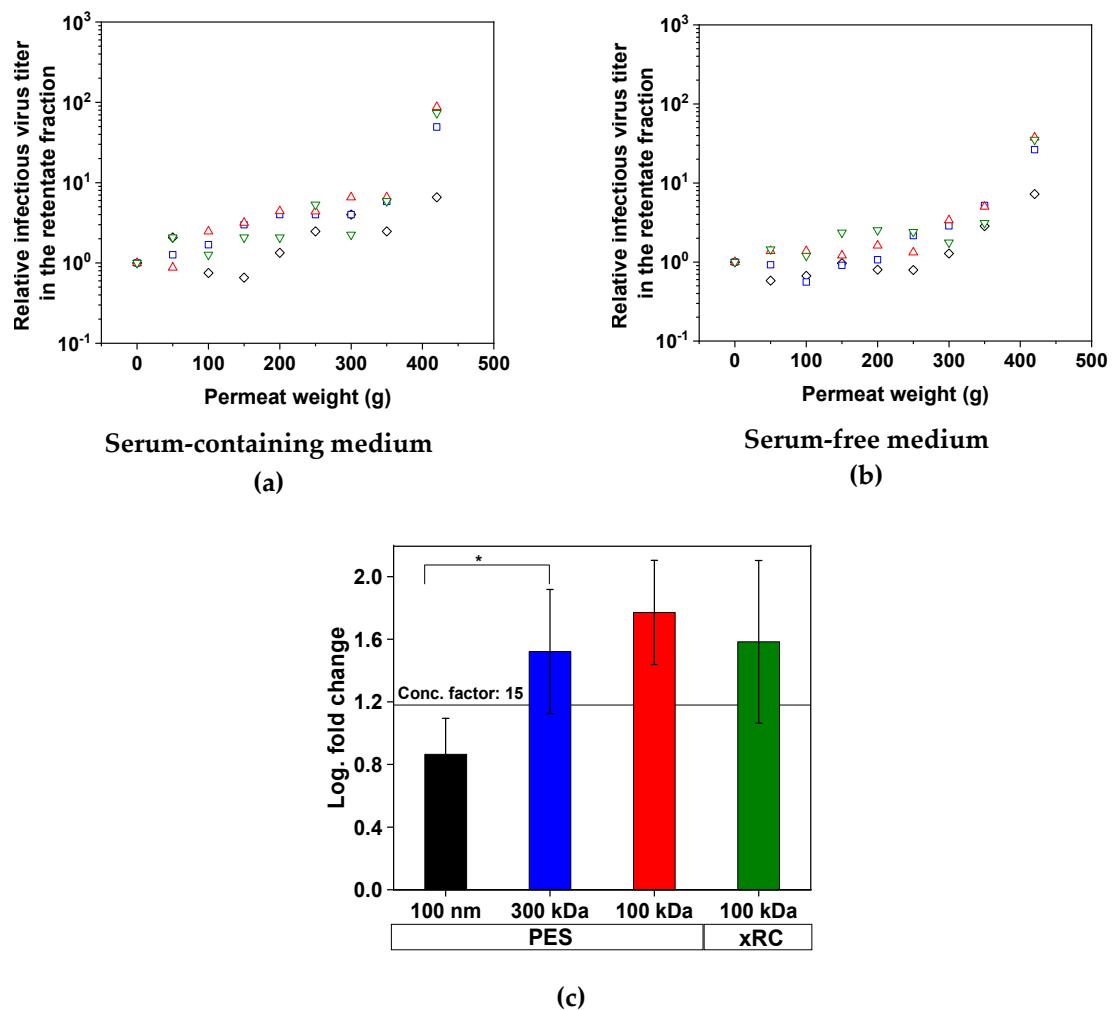 Relative infectious virus titer
in the retentate fraction
10³
10²
10¹
10⁰
10⁻¹
0 100 200 300 400 500
Permeat weight (g)
Serum-containing medium
(a)
Relative infectious virus titer
in the retentate fraction
10³
10²
10¹
10⁰
10⁻¹
0 100 200 300 400 500
Permeat weight (g)
Serum-free medium
(b)
Log. fold change
2.0
1.6
1.2
0.8
0.4
0.0
*
Conc. factor: 15
100 nm 300 kDa 100 kDa 100 kDa
PES xRC
(c)